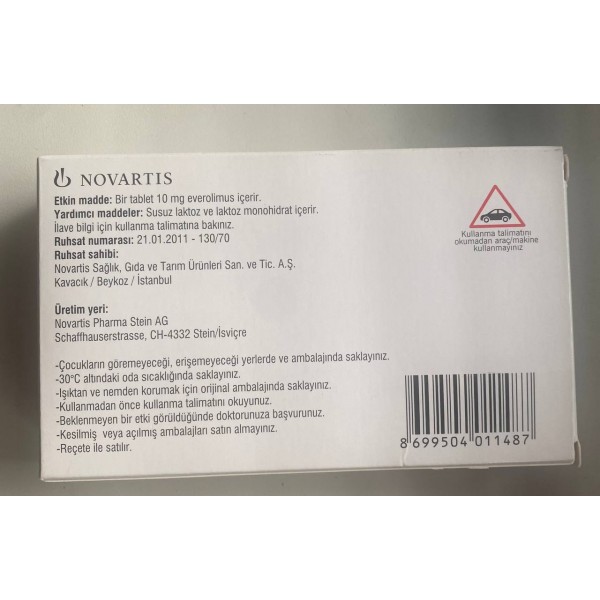 NOVARTIS
Etkin madde: Bir tablet 10 mg everolimus içerir.
Yardımcı maddeler: Susuz laktoz ve laktoz monohidrat içerir.
İlave bilgi için kullanma talimatına bakınız.
Ruhsat numarası: 21.01.2011 - 130/70
Ruhsat sahibi:
Novartis Sağlık, Gıda ve Tarım Ürünleri San. ve Tic. A.Ş.
Kavacık / Beykoz / İstanbul
Kullanma talimatını
okumadan araç/makine
kullanmayınız
Üretim yeri:
Novartis Pharma Stein AG
Schaffhauserstrasse, CH-4332 Stein/İsviçre
-Çocukların göremeyeceği, erişemeyeceği yerlerde ve ambalajında saklayınız.
-30°C altındaki oda sıcaklığında saklayınız.
-Işıktan ve nemden korumak için orijinal ambalajında saklayınız.
-Kullanmadan önce kullanma talimatını okuyunuz.
-Beklenmeyen bir etki görüldüğünde doktorunuza başvurunuz.
-Kesilmiş veya açılmış ambalajları satın almayınız.
-Reçete ile satılır.
8 699504 011487